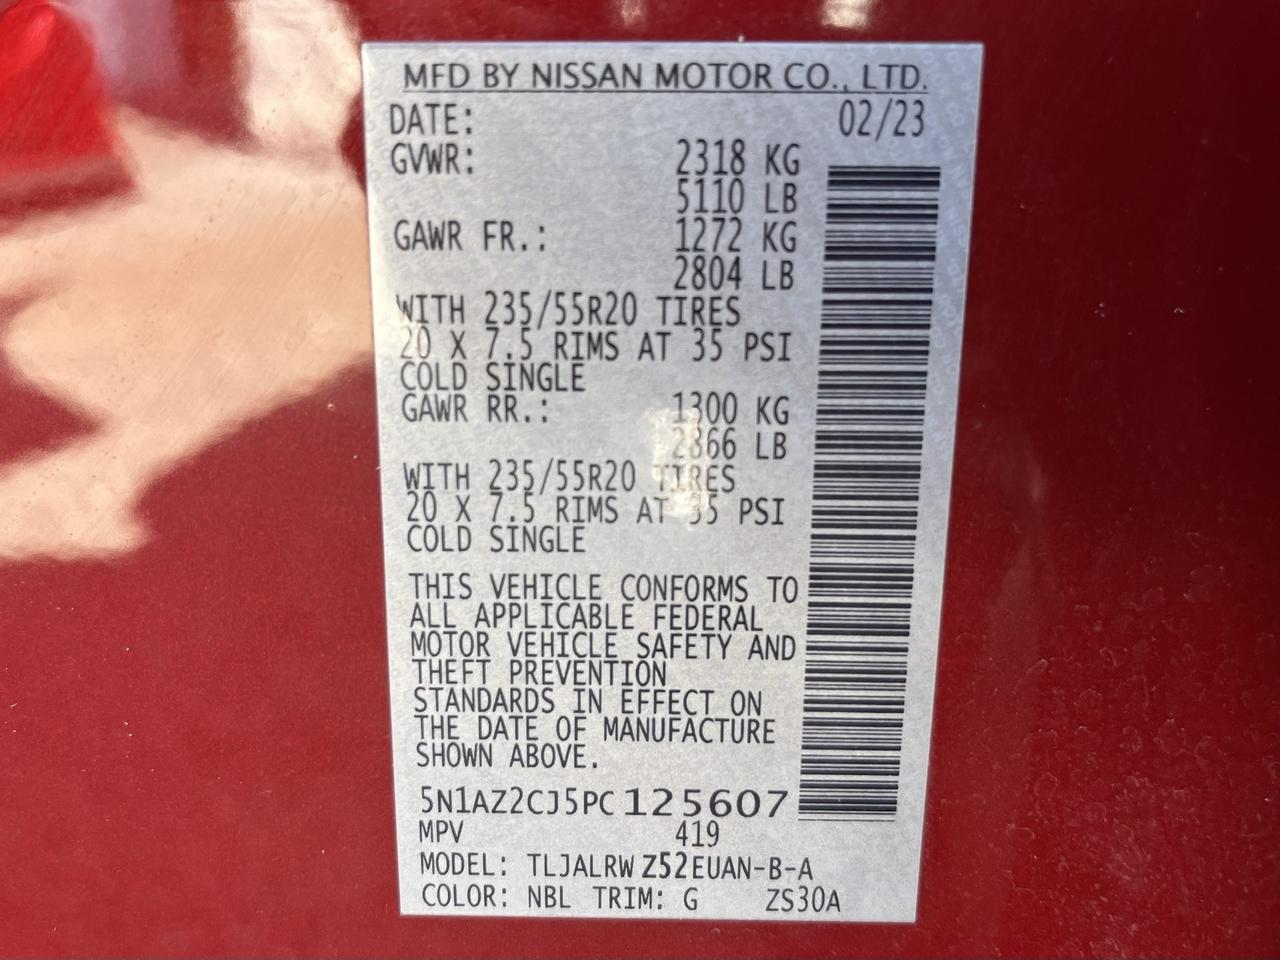 MFD BY NISSAN MOTOR CO., LTD.
DATE: 02/23
GVWR: 2318 KG
5110 LB
GAWR FR.: 1272 KG
2804 LB
WITH 235/55R20 TIRES
20 X 7.5 RIMS AT 35 PSI
COLD SINGLE
GAWR RR.: 1300 KG
2866 LB
WITH 235/55R20 TIRES
20 X 7.5 RIMS AT 35 PSI
COLD SINGLE
THIS VEHICLE CONFORMS TO
ALL APPLICABLE FEDERAL
MOTOR VEHICLE SAFETY AND
THEFT PREVENTION
STANDARDS IN EFFECT ON
THE DATE OF MANUFACTURE
SHOWN ABOVE.
5N1AZ2CJ5PC125607
MPV 419
MODEL: TLJALRW Z52EUAN-B-A
COLOR: NBL TRIM: G ZS30A